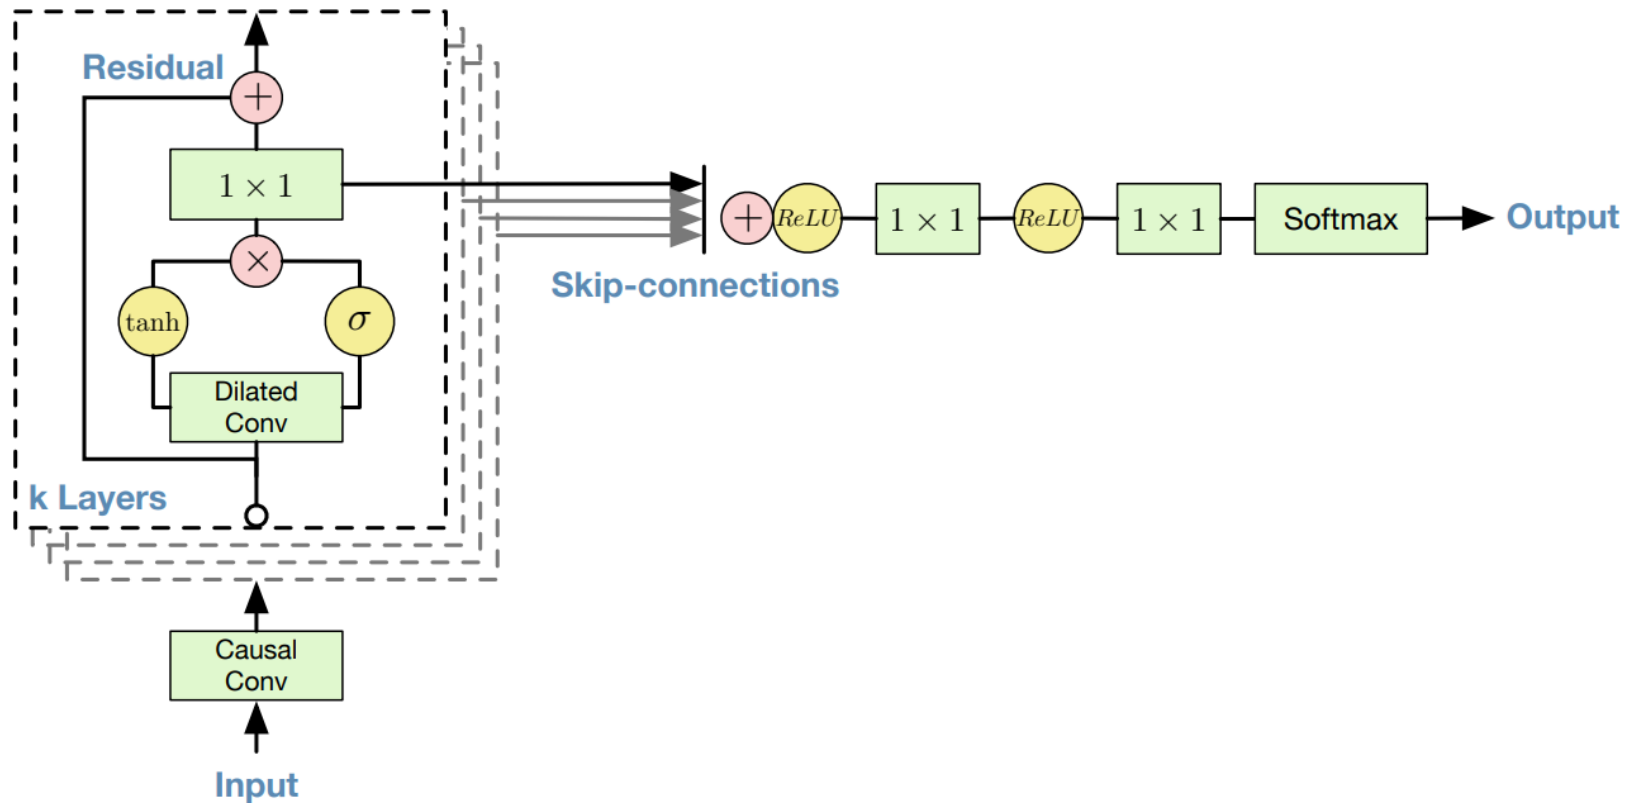 Residual
+
1 × 1
×
tanh
σ
Dilated
Conv
k Layers
Causal
Conv
Input
Skip-connections
+
ReLU
1 × 1
ReLU
1 × 1
Softmax
Output